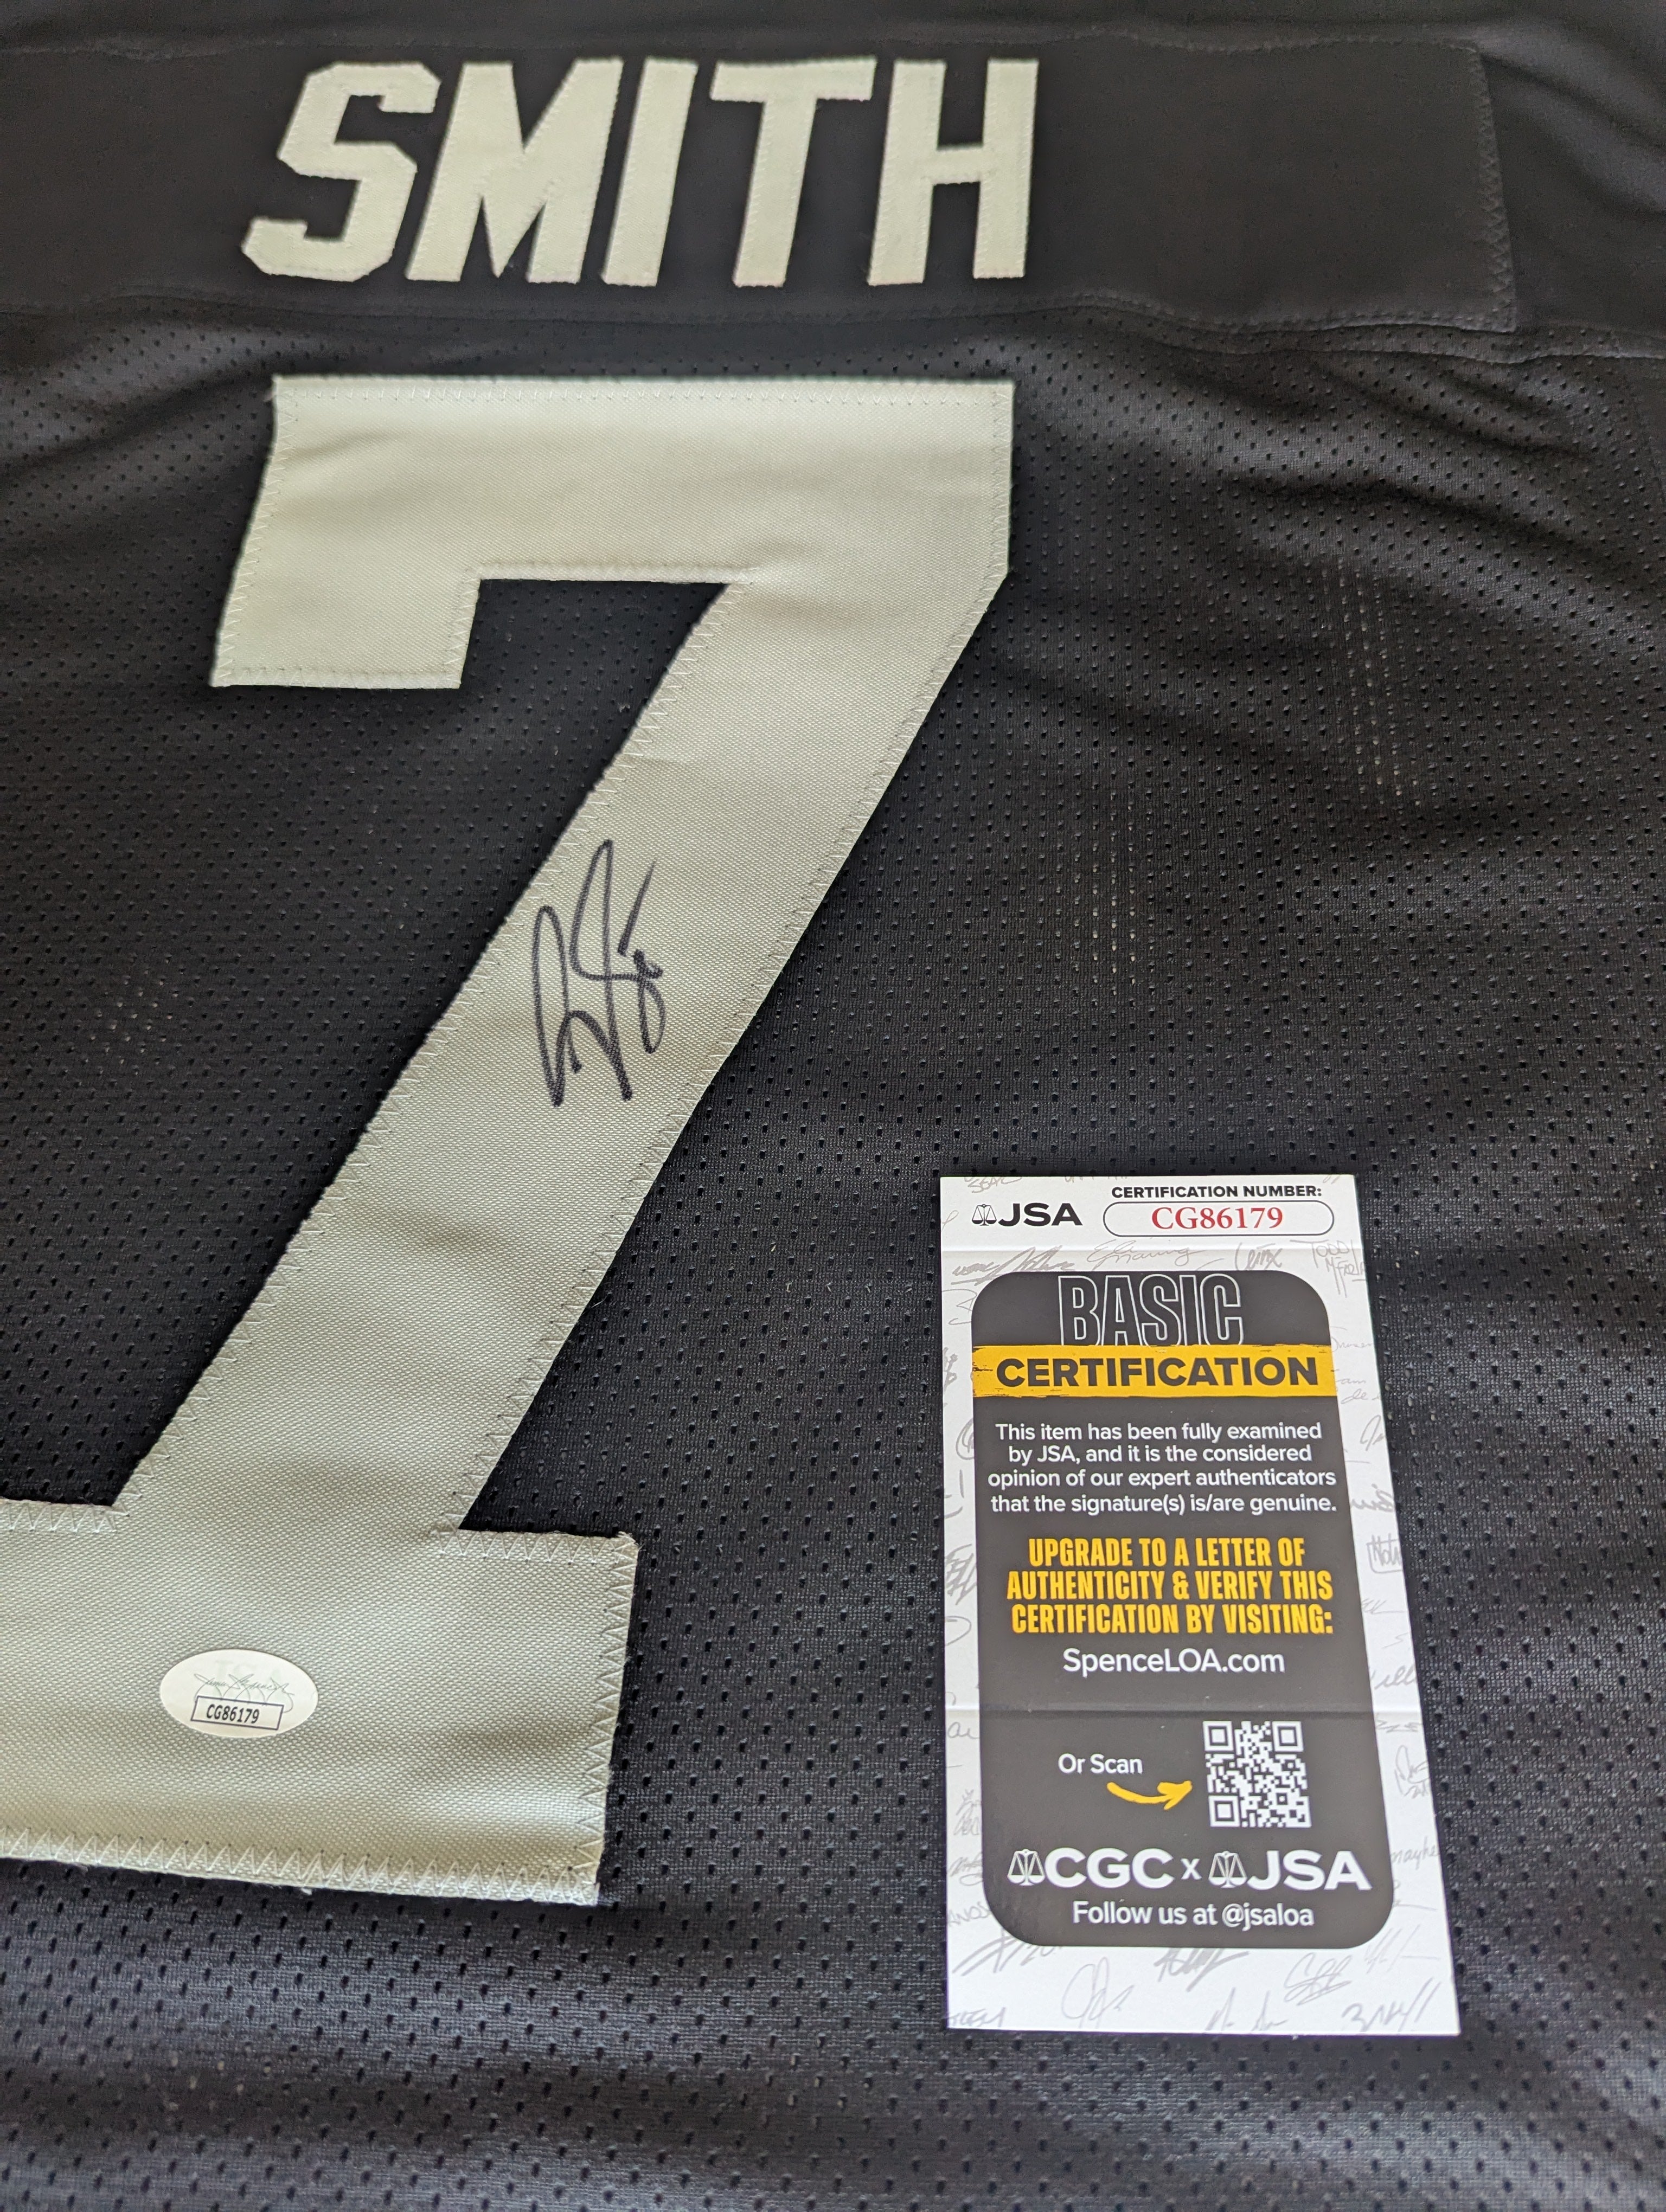 SMITH
7
JSA
CERTIFICATION NUMBER:
CG86179
BASIC
CERTIFICATION
This item has been fully examined
by JSA, and it is the considered
opinion of our expert authenticators
that the signature(s) is/are genuine.
UPGRADE TO A LETTER OF
AUTHENTICITY & VERIFY THIS
CERTIFICATION BY VISITING:
SpenceLOA.com
Or Scan
CGC x JSA
Follow us at @jsaloa
CG86179